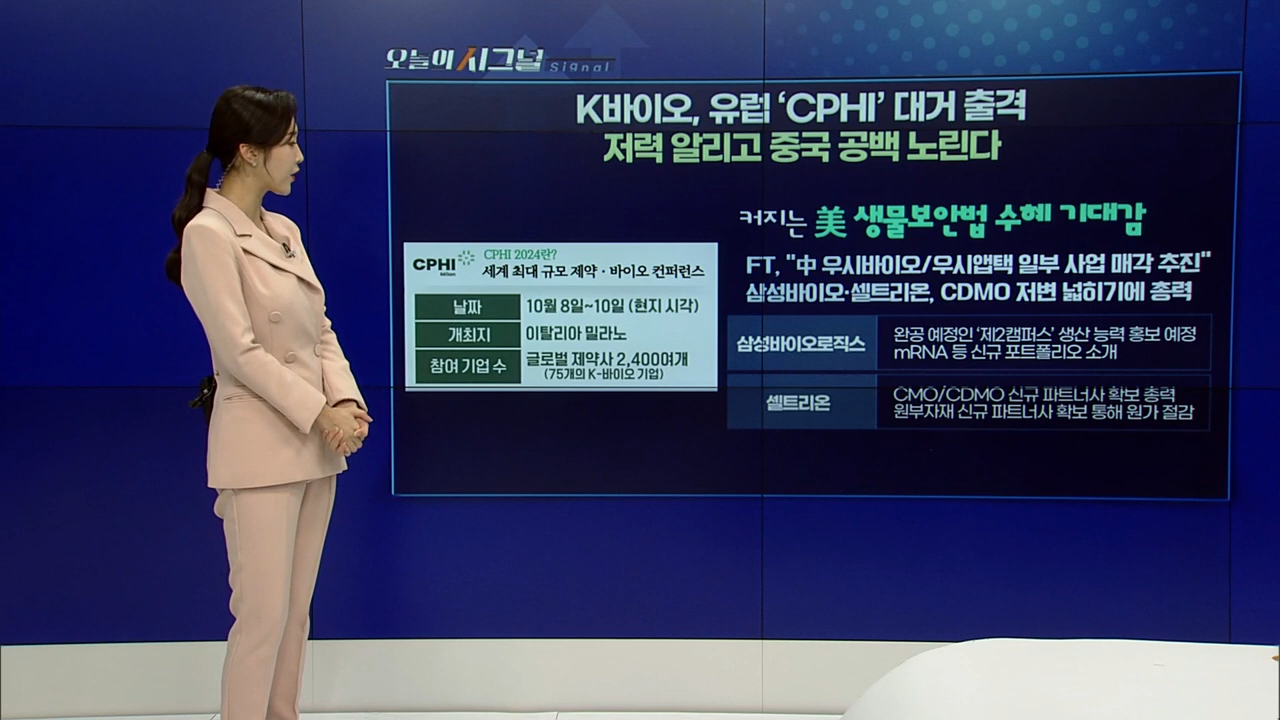 오늘의 시그널 Signal
K바이오, 유럽 ‘CPHI’ 대거 출격
저력 알리고 중국 공백 노린다
CPHI
CPHI 2024란?
세계 최대 규모 제약·바이오 컨퍼런스
날짜 10월 8일~10일 (현지 시각)
개최지 이탈리아 밀라노
참여 기업 수 글로벌 제약사 2,400여개
(75개의 K-바이오 기업)
커지는 美 생물보안법 수혜 기대감
FT, "中 우시바이오/우시앱택 일부 사업 매각 추진"
삼성바이오·셀트리온, CDMO 저변 넓히기에 총력
삼성바이오로직스
완공 예정인 ‘제2캠퍼스’ 생산 능력 홍보 예정
mRNA 등 신규 포트폴리오 소개
셀트리온
CMO/CDMO 신규 파트너사 확보 총력
원부자재 신규 파트너사 확보 통해 원가 절감